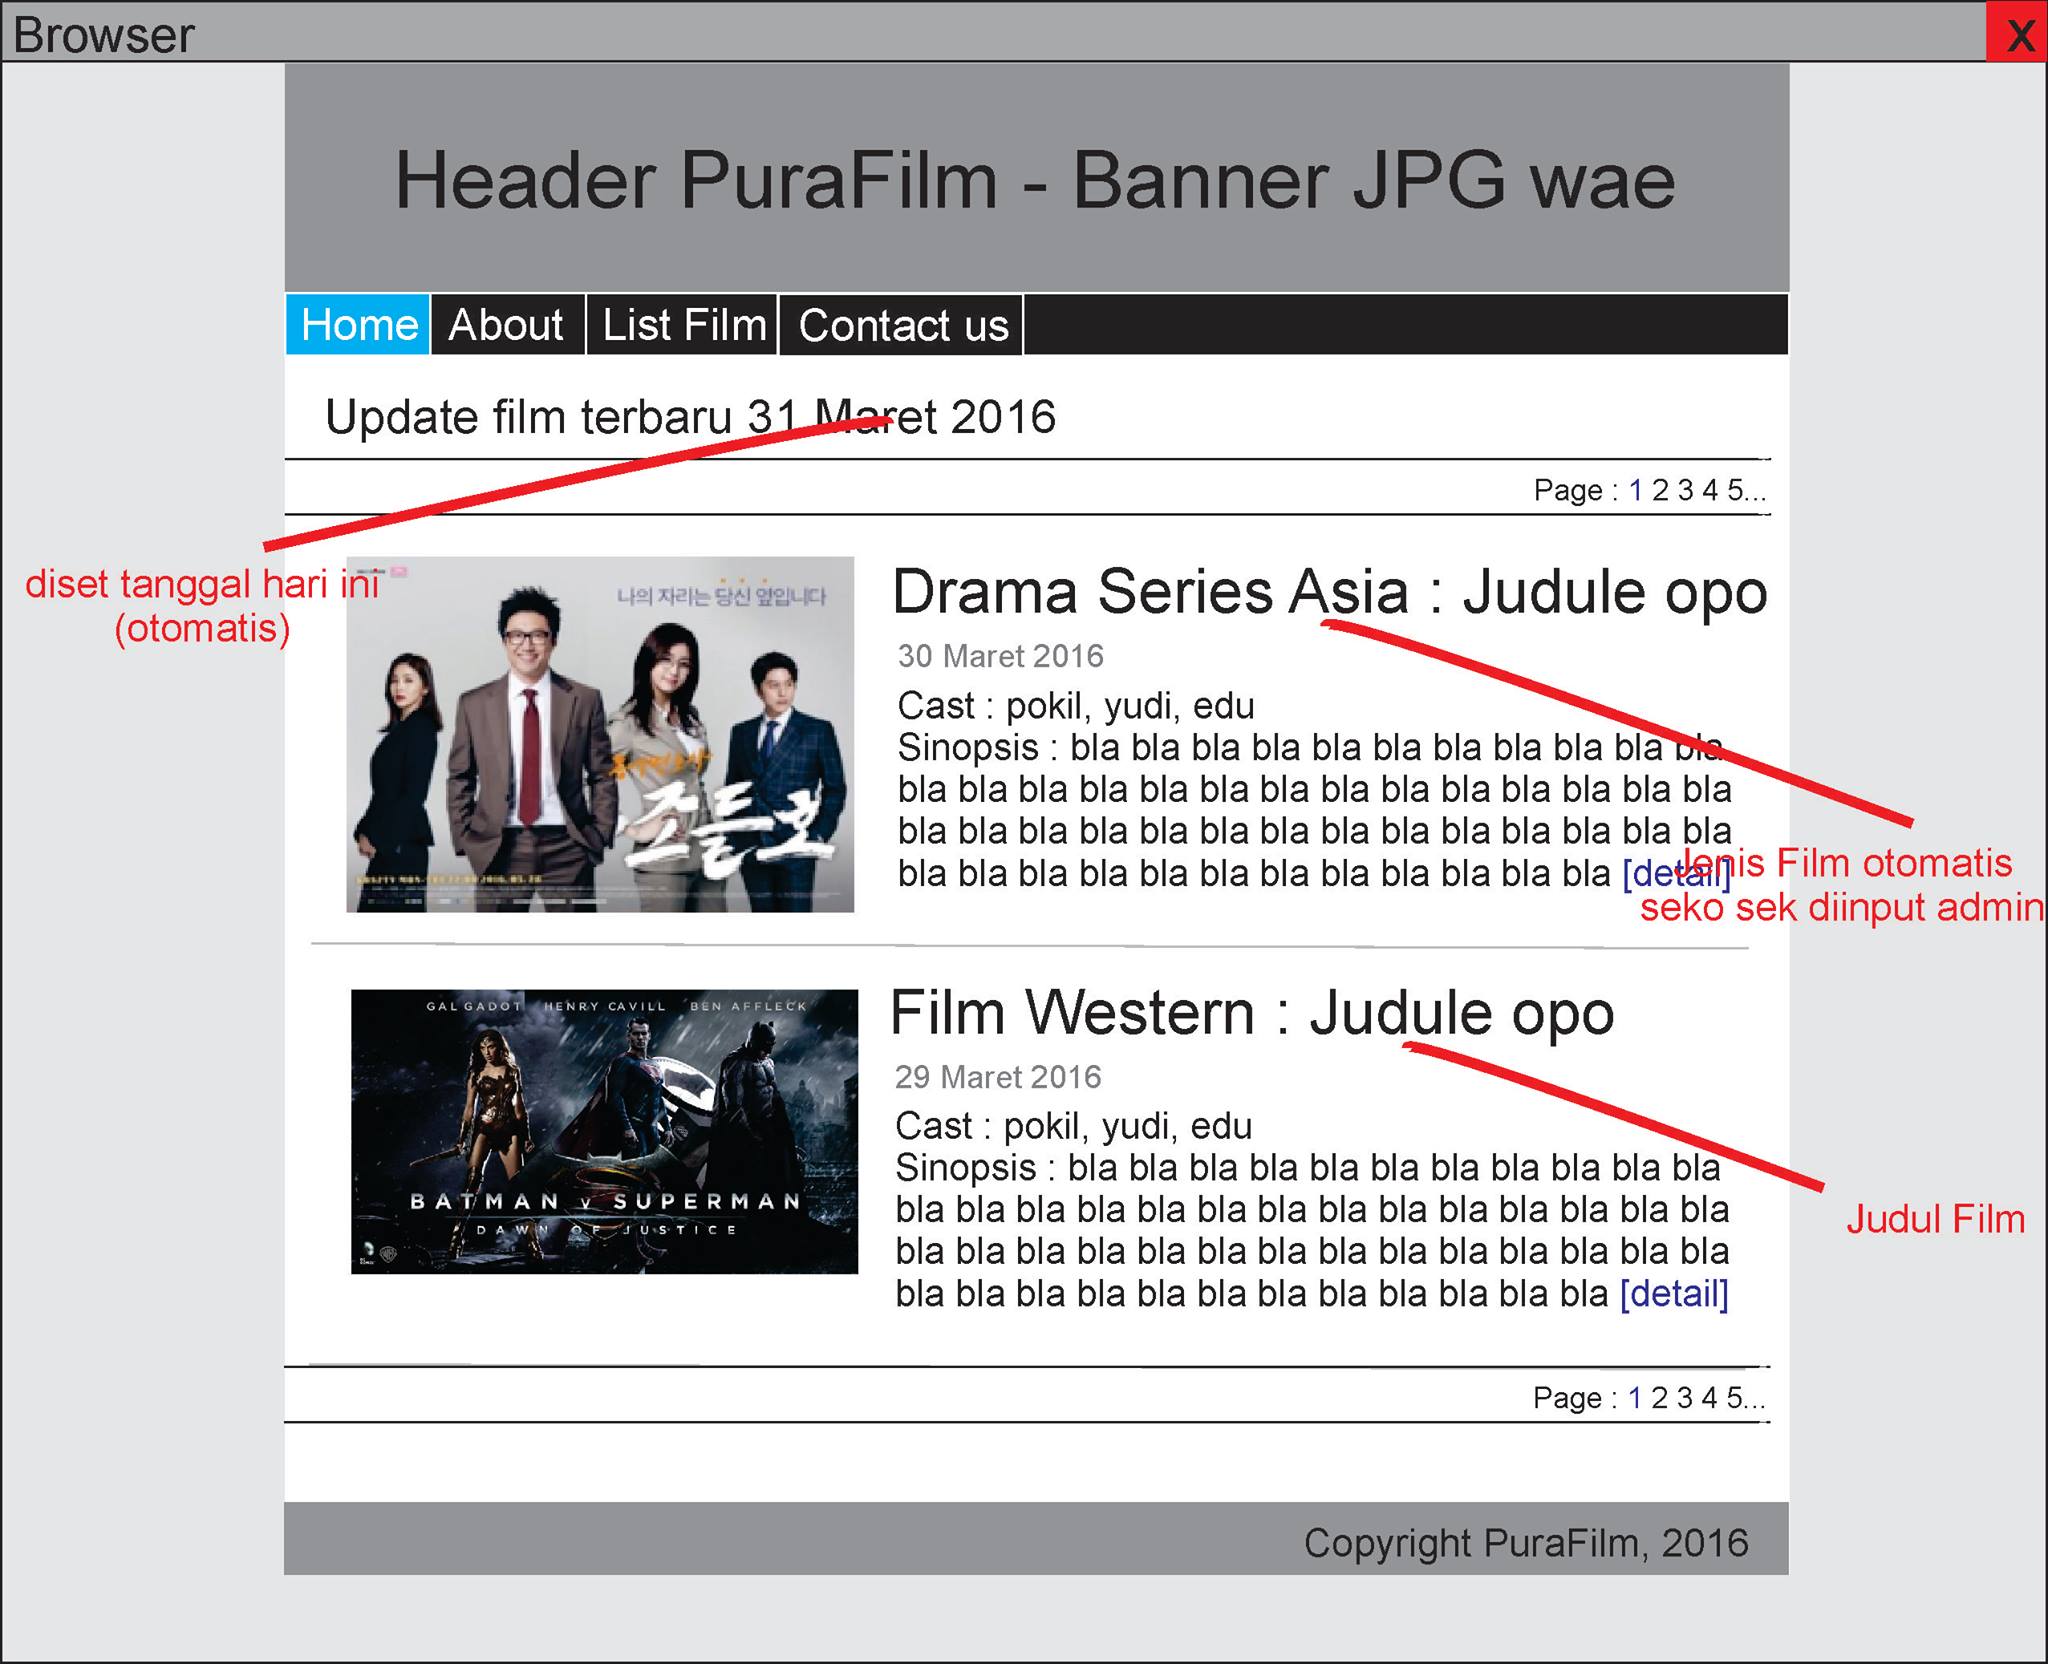 Browser
X
Header PuraFilm - Banner JPG wae
Home About List Film Contact us
Update film terbaru 31 Maret 2016
Page : 1 2 3 4 5...
diset tanggal hari ini
(otomatis)
나의 자리는 당신 옆입니다
조들호
Drama Series Asia : Judule opo
30 Maret 2016
Cast : pokil, yudi, edu
Sinopsis : bla bla bla bla bla bla bla bla bla bla bla
bla bla bla bla bla bla bla bla bla bla bla bla bla bla
bla bla bla bla bla bla bla bla bla bla bla bla bla bla
bla bla bla bla bla bla bla bla bla bla bla bla [detail]
Jenis Film otomatis
seko sek diinput admin
GAL GADOT HENRY CAVILL BEN AFFLECK
BATMAN v SUPERMAN
DAWN OF JUSTICE
Film Western : Judule opo
29 Maret 2016
Cast : pokil, yudi, edu
Sinopsis : bla bla bla bla bla bla bla bla bla bla bla
bla bla bla bla bla bla bla bla bla bla bla bla bla bla
bla bla bla bla bla bla bla bla bla bla bla bla bla bla
bla bla bla bla bla bla bla bla bla bla bla bla [detail]
Judul Film
Page : 1 2 3 4 5...
Copyright PuraFilm, 2016